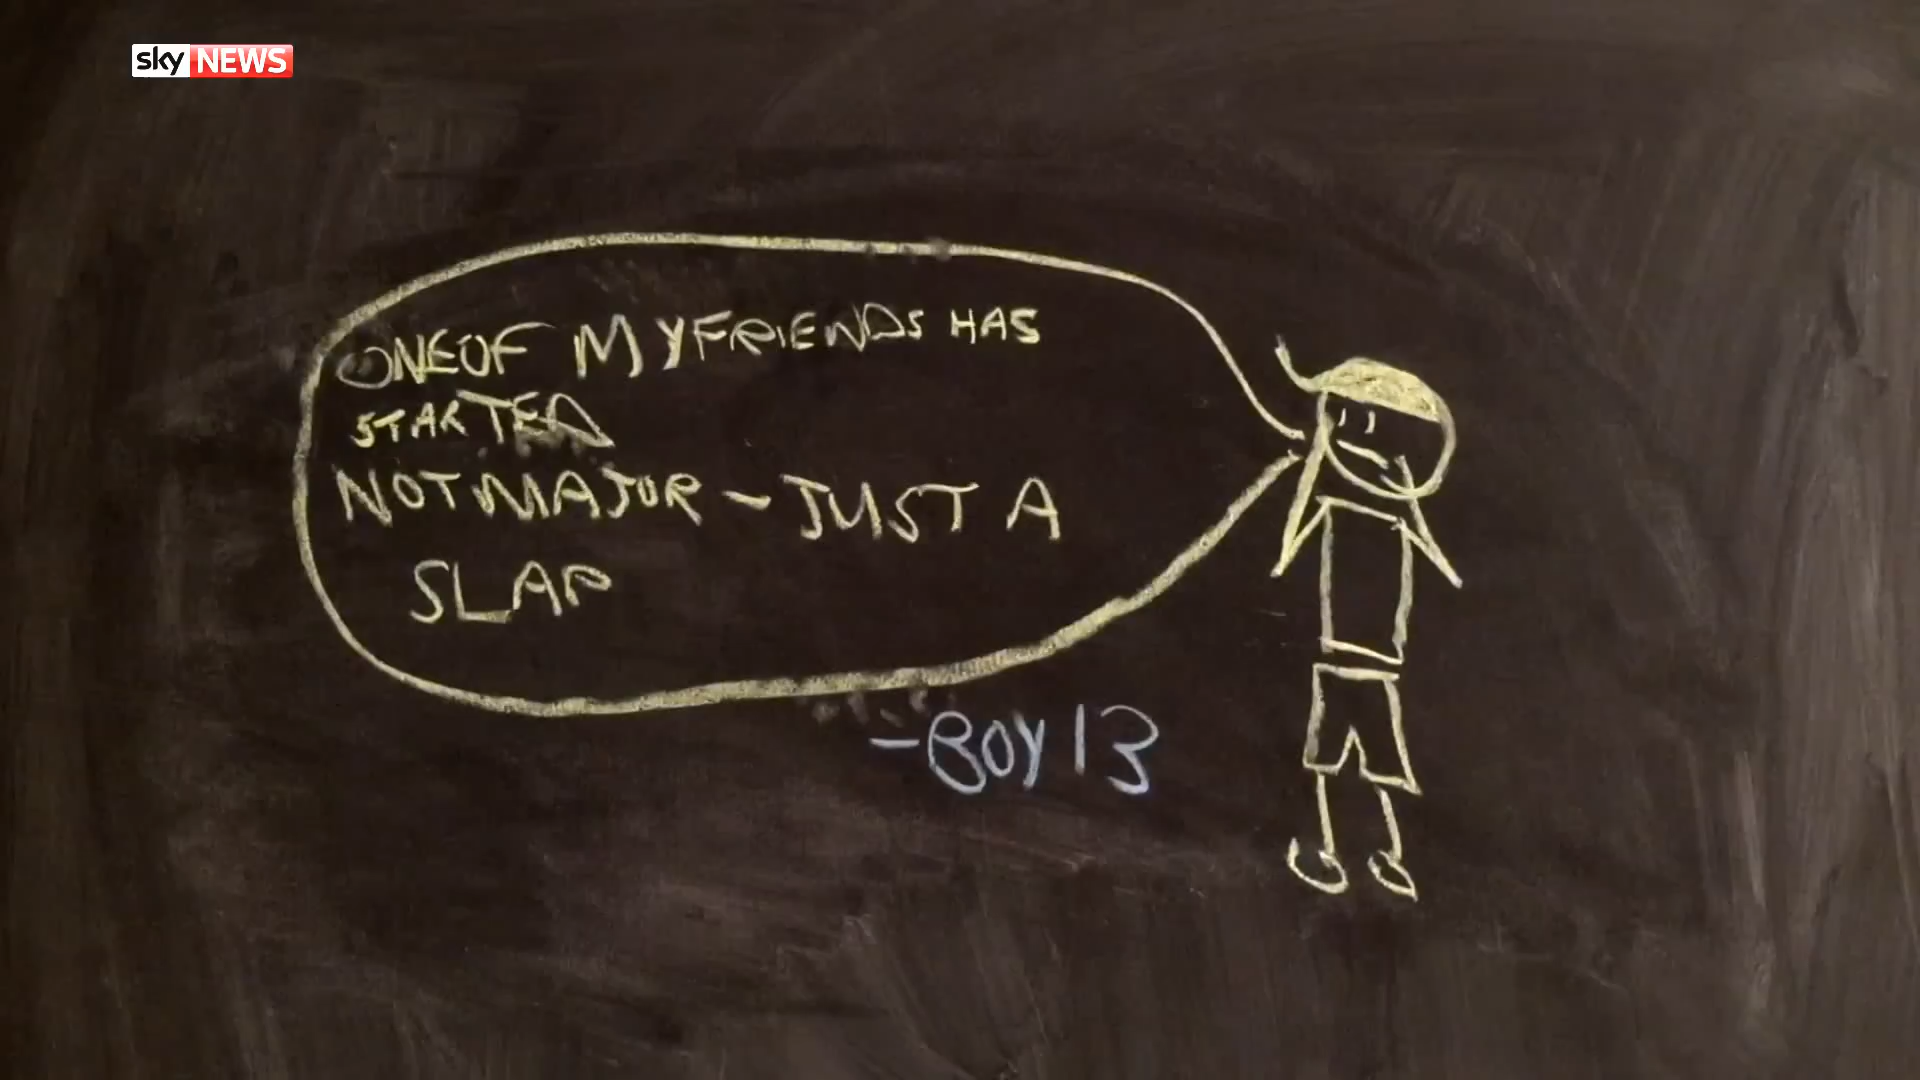 sky NEWS
ONE OF MY FRIENDS HAS
STARTED
NOT MAJOR - JUST A
SLAP
- BOY 13